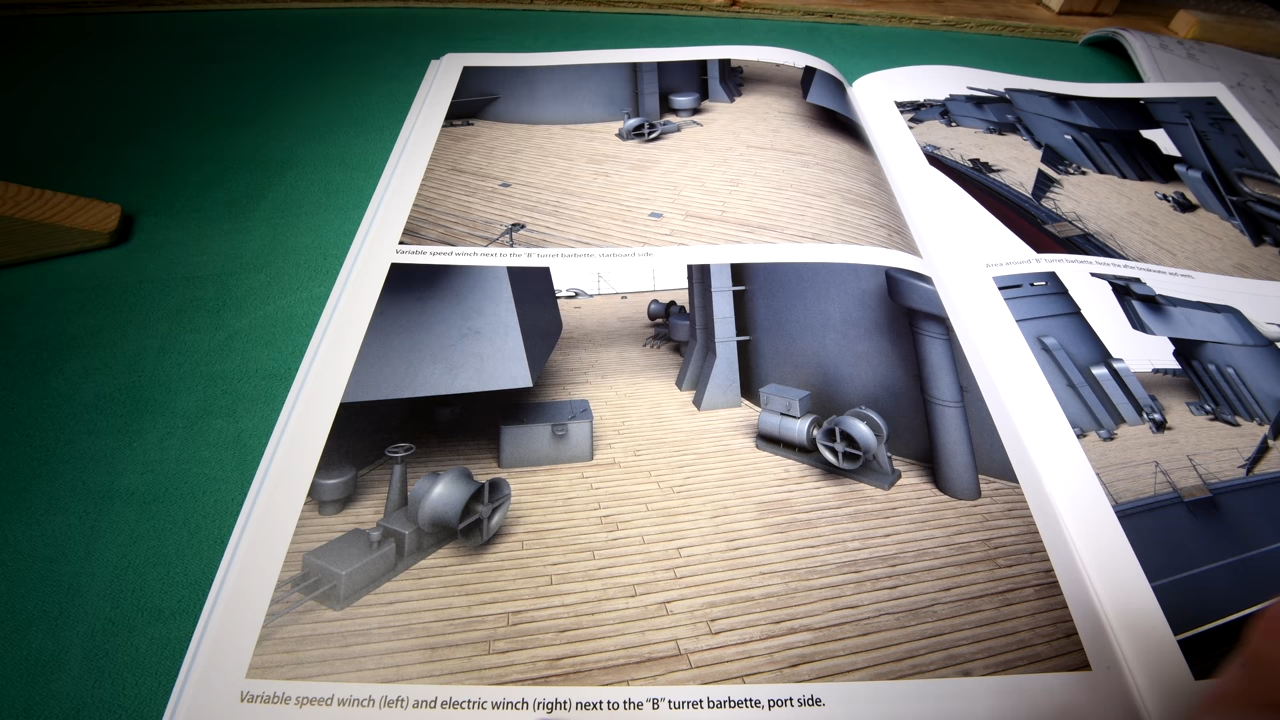 Variable speed winch next to the "B" turret barbette, starboard side.
Variable speed winch (left) and electric winch (right) next to the "B" turret barbette, port side.
Area around "B" turret barbette. Note the after breakwater and vents.